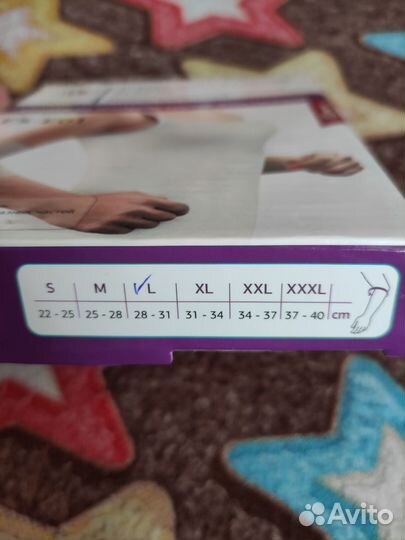 S M L XL XXL XXXL
22 - 25 25 - 28 28 - 31 31 - 34 34 - 37 37 - 40 cm
Avito